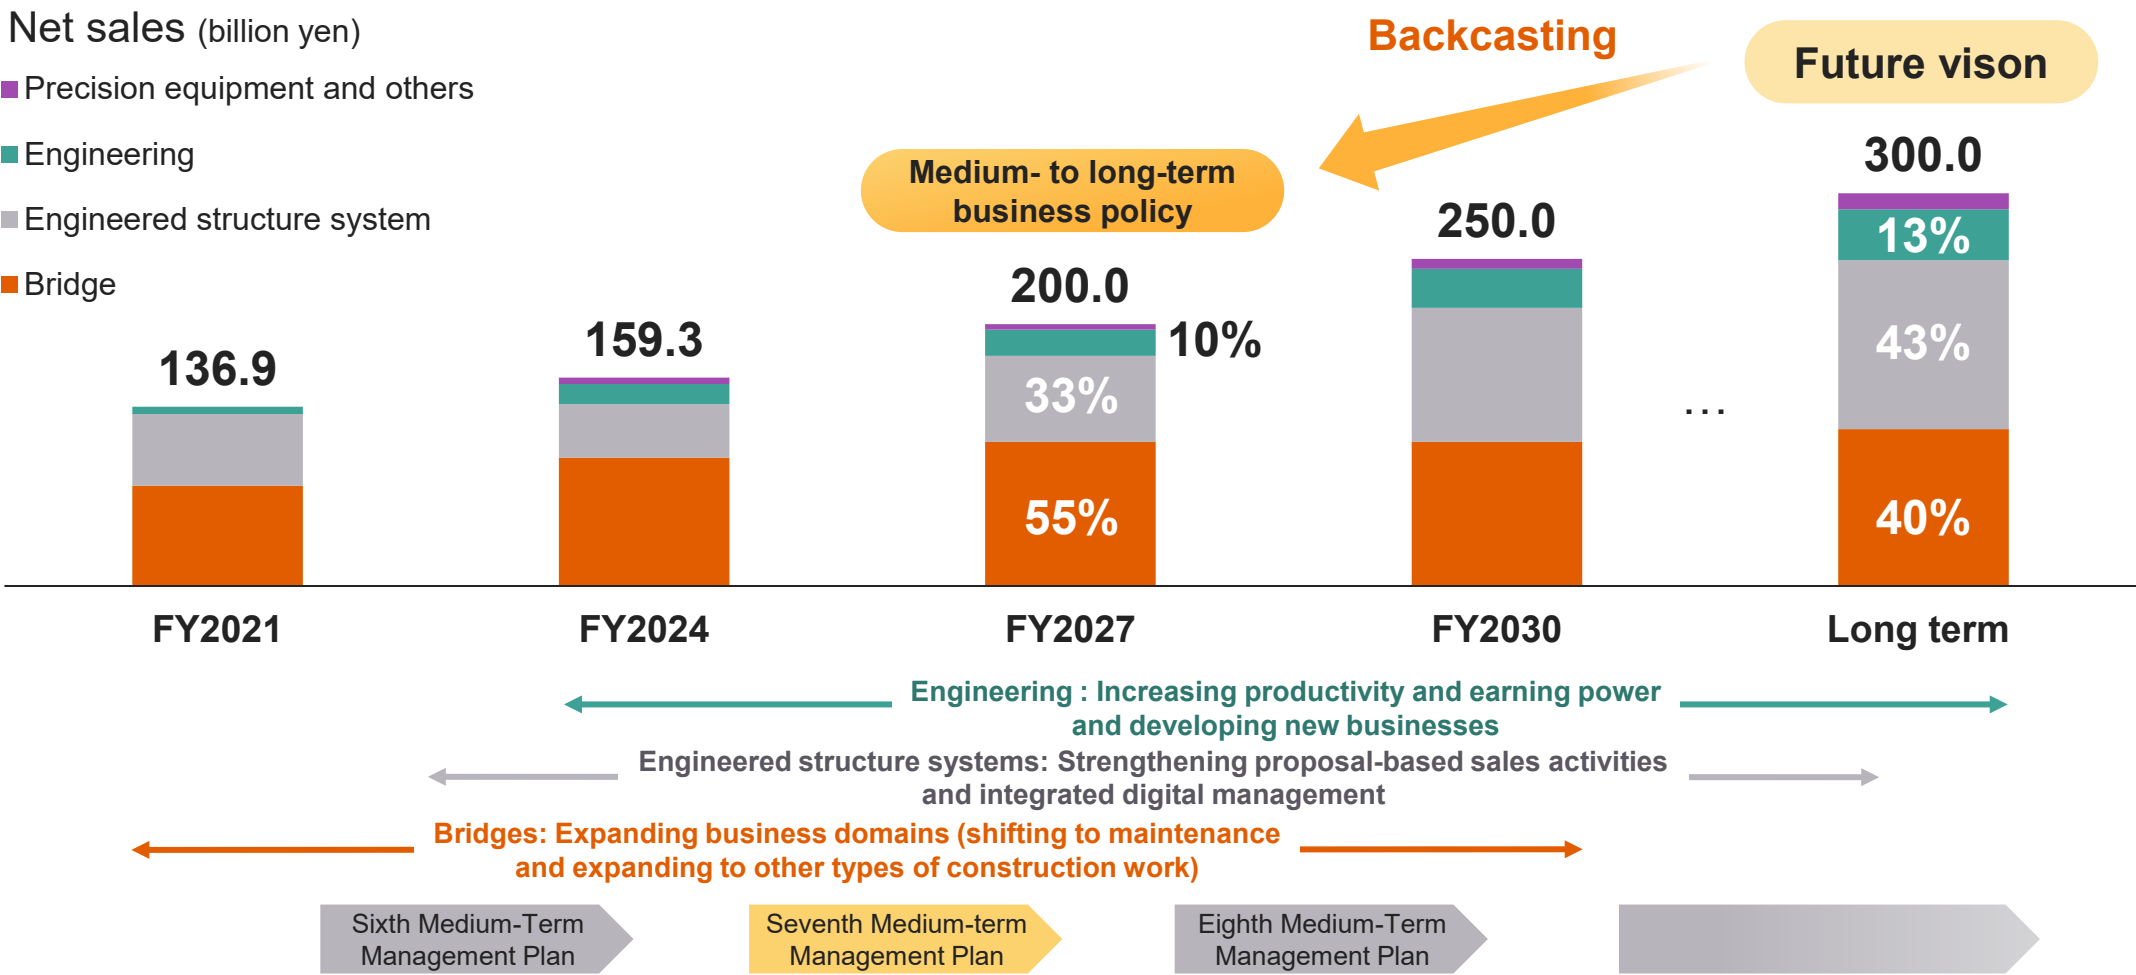 Net sales (billion yen)
Precision equipment and others
Engineering
Engineered structure system
Bridge
Backcasting
Future vison
Medium- to long-term
business policy
136.9
159.3
200.0
250.0
300.0
10%
33%
55%
13%
43%
40%
...
FY2021
FY2024
FY2027
FY2030
Long term
Engineering : Increasing productivity and earning power
and developing new businesses
Engineered structure systems: Strengthening proposal-based sales activities
and integrated digital management
Bridges: Expanding business domains (shifting to maintenance
and expanding to other types of construction work)
Sixth Medium-Term
Management Plan
Seventh Medium-term
Management Plan
Eighth Medium-Term
Management Plan